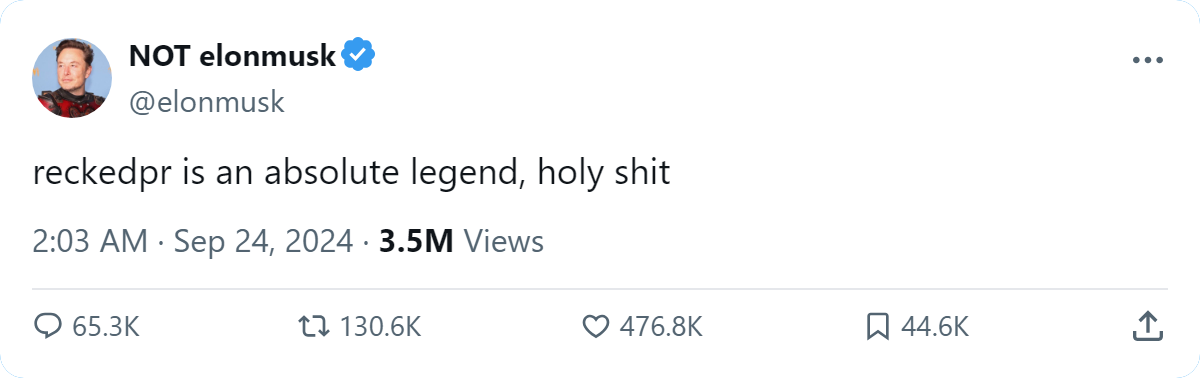 NOT elonmusk
@elonmusk
reckedpr is an absolute legend, holy shit
2:03 AM · Sep 24, 2024 · 3.5M Views
65.3K 130.6K 476.8K 44.6K